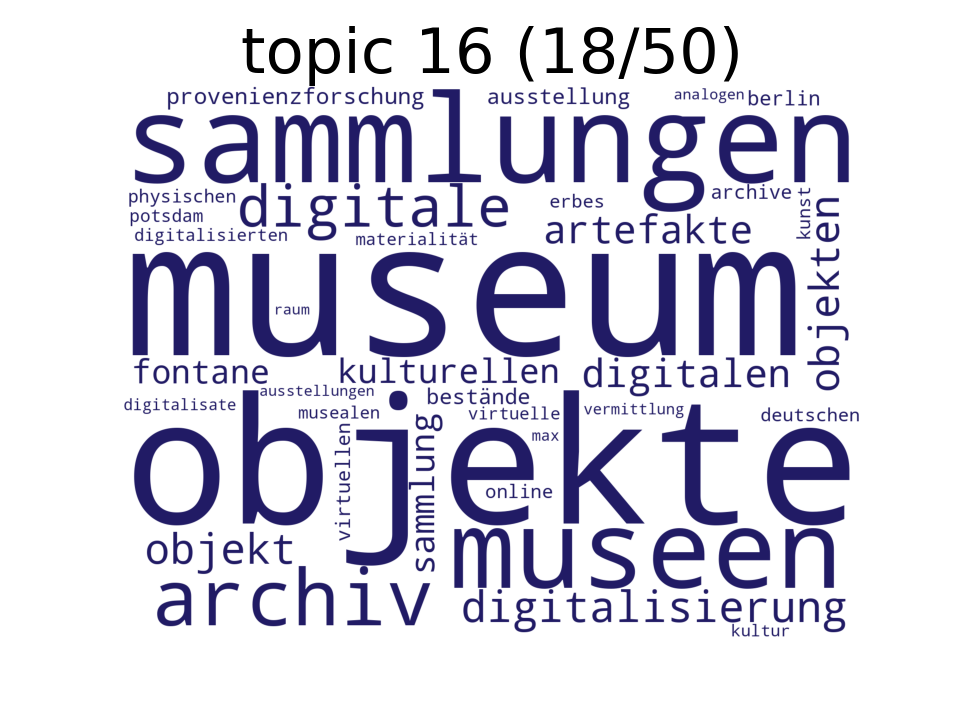 topic 16 (18/50)
provenienzforschung
ausstellung
analogen
berlin
sammlungen
physischen
digitale
erbes
archive
kunst
potsdam
artefakte
digitalisierten
materialität
objekten
museum
raum
fontane
kulturellen
digitalen
ausstellungen
bestände
digitalisate
musealen
virtuelle
vermittlung
deutschen
objekte
max
virtuellen
sammlung
online
objekt
museen
archiv
digitalisierung
kultur